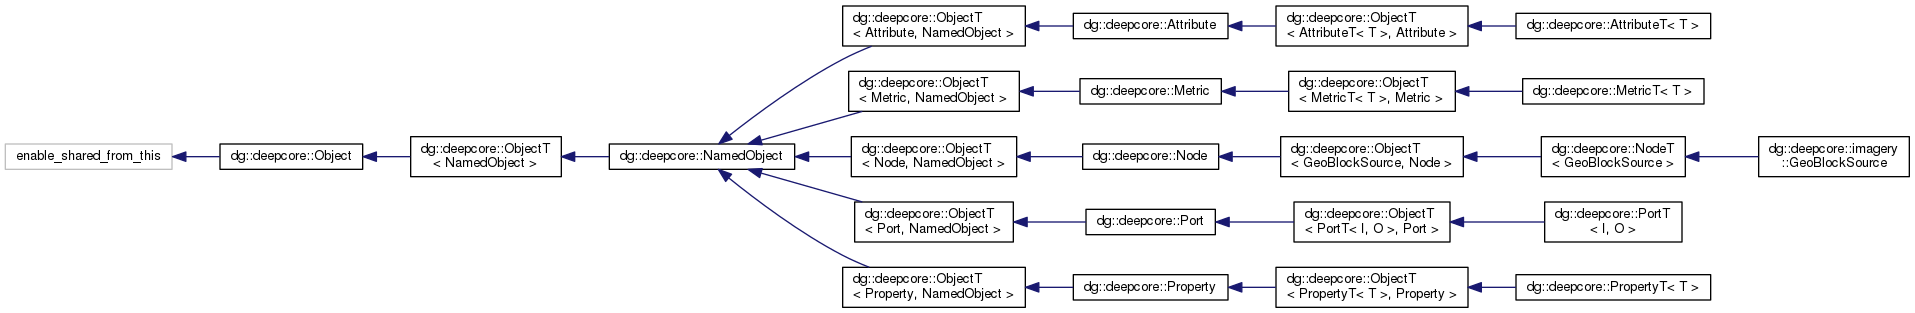 enable_shared_from_this
dg::deepcore::Object
dg::deepcore::ObjectT
< NamedObject >
dg::deepcore::NamedObject
dg::deepcore::ObjectT
< Attribute, NamedObject >
dg::deepcore::Attribute
dg::deepcore::ObjectT
< AttributeT< T >, Attribute >
dg::deepcore::AttributeT< T >
dg::deepcore::ObjectT
< Metric, NamedObject >
dg::deepcore::Metric
dg::deepcore::ObjectT
< MetricT< T >, Metric >
dg::deepcore::MetricT< T >
dg::deepcore::ObjectT
< Node, NamedObject >
dg::deepcore::Node
dg::deepcore::ObjectT
< GeoBlockSource, Node >
dg::deepcore::NodeT
< GeoBlockSource >
dg::deepcore::imagery
::GeoBlockSource
dg::deepcore::ObjectT
< Port, NamedObject >
dg::deepcore::Port
dg::deepcore::ObjectT
< PortT< I, O >, Port >
dg::deepcore::PortT
< I, O >
dg::deepcore::ObjectT
< Property, NamedObject >
dg::deepcore::Property
dg::deepcore::ObjectT
< PropertyT< T >, Property >
dg::deepcore::PropertyT< T >